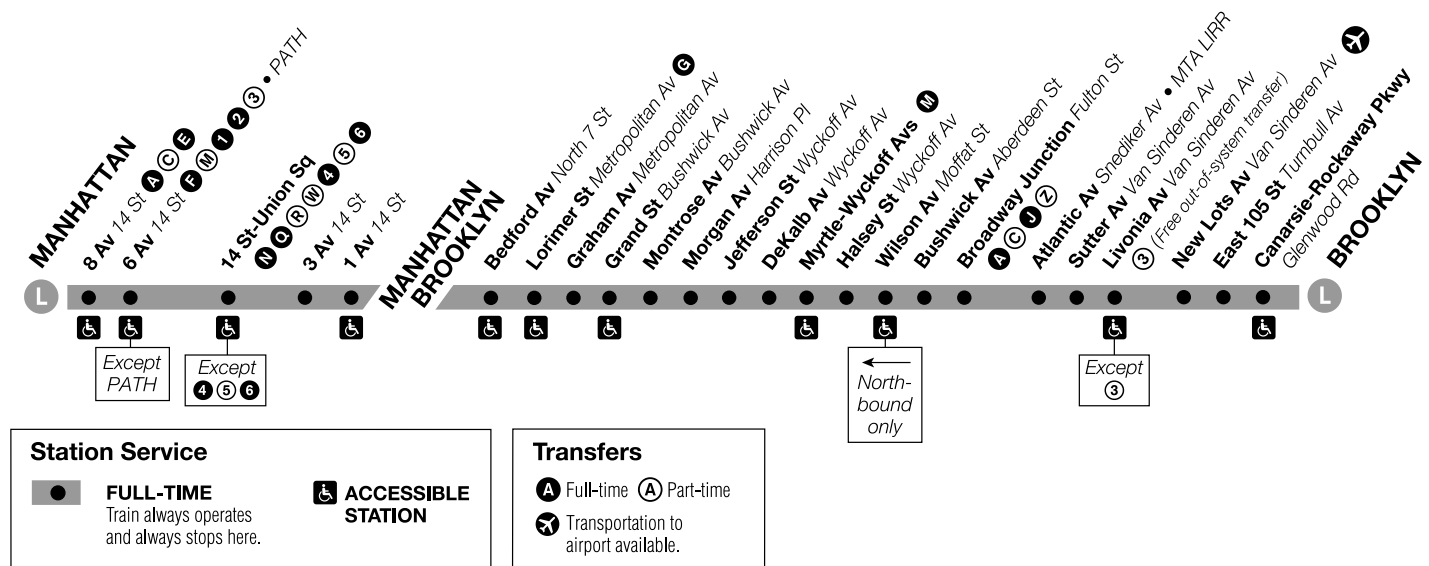 MANHATTAN
8 Av 14 St A C E
6 Av 14 St F M 1 2 3 • PATH
14 St-Union Sq
N Q R W 4 5 6
3 Av 14 St
1 Av 14 St
MANHATTAN
BROOKLYN
Bedford Av North 7 St
Lorimer St Metropolitan Av G
Graham Av Metropolitan Av
Grand St Bushwick Av
Montrose Av Bushwick Av
Morgan Av Harrison Pl
Jefferson St Wyckoff Av
DeKalb Av Wyckoff Av
Myrtle-Wyckoff Avs M
Halsey St Wyckoff Av
Wilson Av Moffat St
Bushwick Av Aberdeen St
Broadway Junction Fulton St
A C J Z
Atlantic Av Snediker Av • MTA LIRR
Sutter Av Van Sinderen Av
Livonia Av Van Sinderen Av
3 (Free out-of-system transfer)
New Lots Av Van Sinderen Av
East 105 St Turnbull Av
Canarsie-Rockaway Pkwy
Glenwood Rd
BROOKLYN
L
L
Except
PATH
Except
4 5 6
North-
bound
only
Except
3
Station Service
FULL-TIME
Train always operates
and always stops here.
ACCESSIBLE
STATION
Transfers
A Full-time A Part-time
Transportation to
airport available.